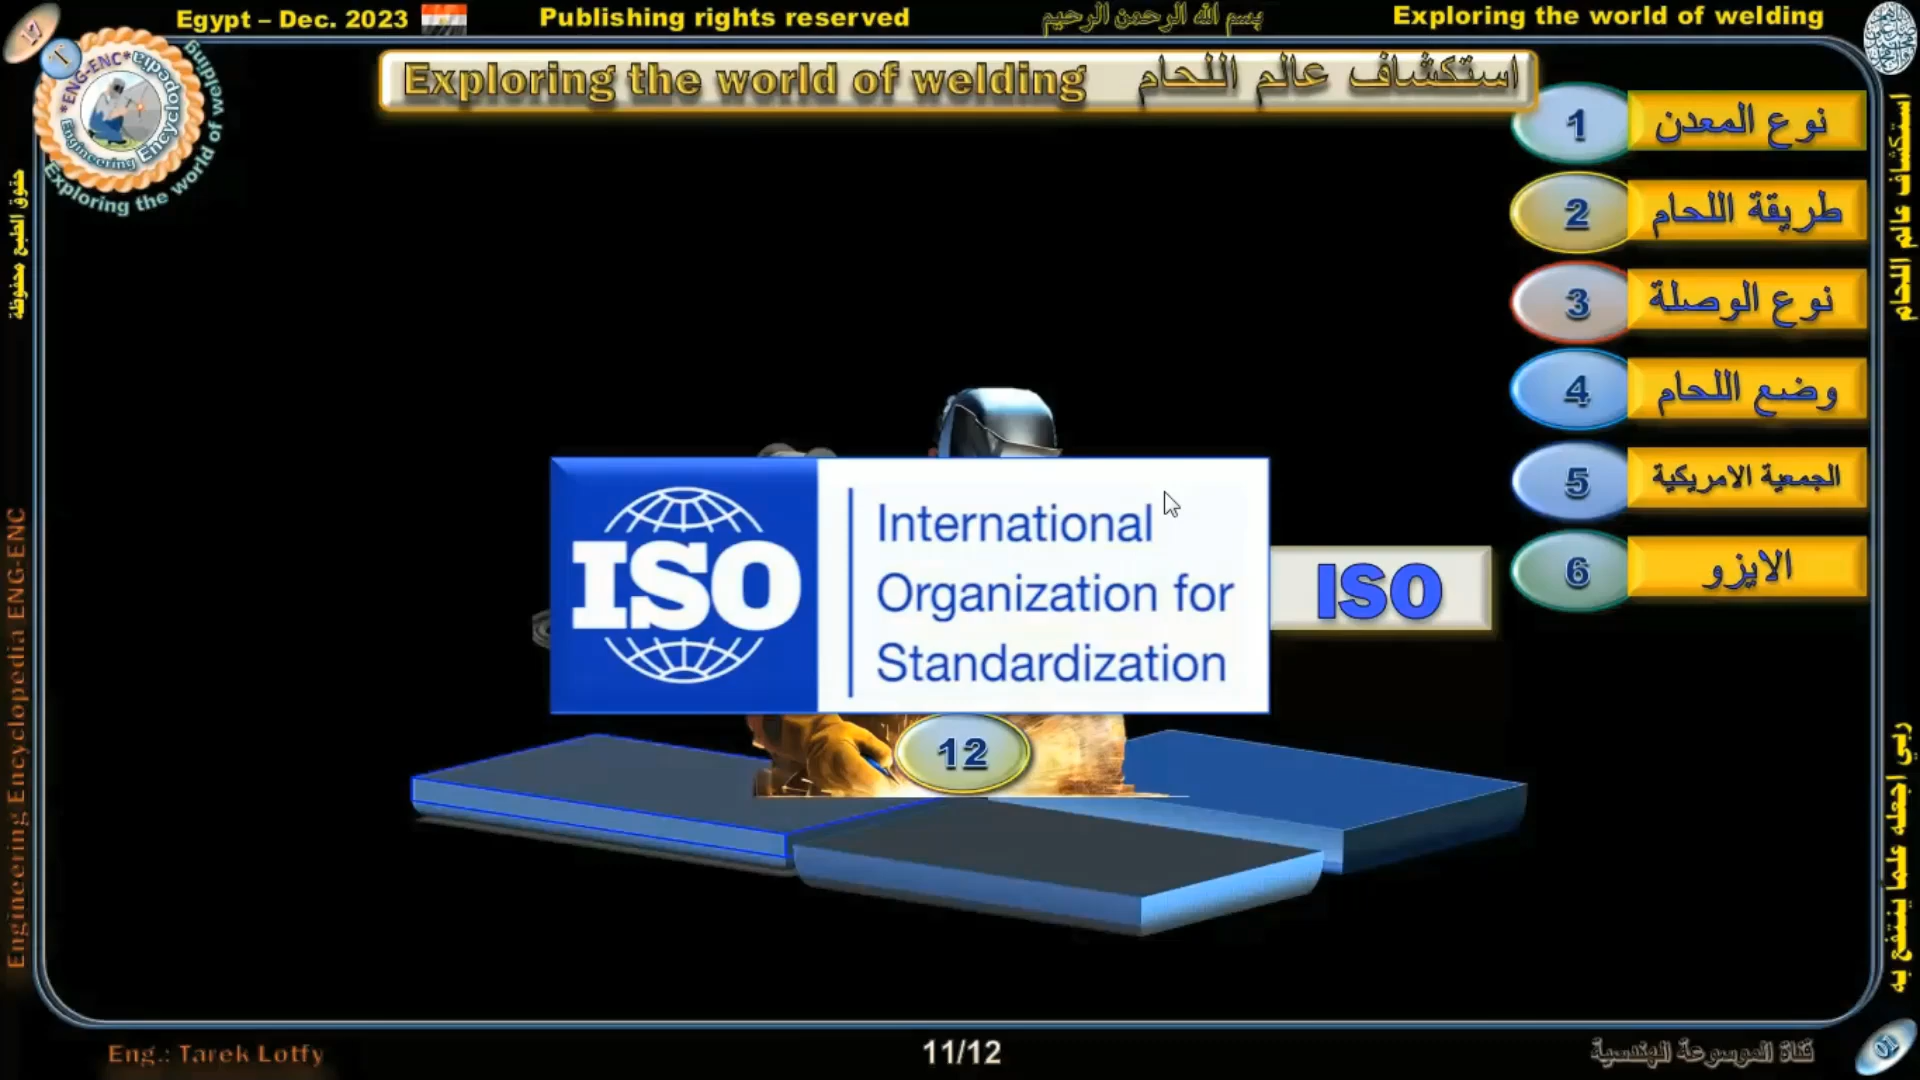 Egypt – Dec. 2023
Publishing rights reserved
بسم الله الرحمن الرحيم
Exploring the world of welding
Exploring the world of welding
استكشاف عالم اللحام
*ENG-ENC*
Engineering Encyclopedia
Exploring the world of welding
1
نوع المعدن
2
طريقة اللحام
3
نوع الوصلة
4
وضع اللحام
5
الجمعية الامريكية
6
الايزو
ISO
International
Organization for
Standardization
ISO
12
حقوق الطبع محفوظة
Engineering Encyclopedia ENG-ENC
استكشاف عالم اللحام
ربي اجعله علما ينتفع به
Eng.: Tarek Lotfy
11/12
قناة الموسوعة الهندسية
01